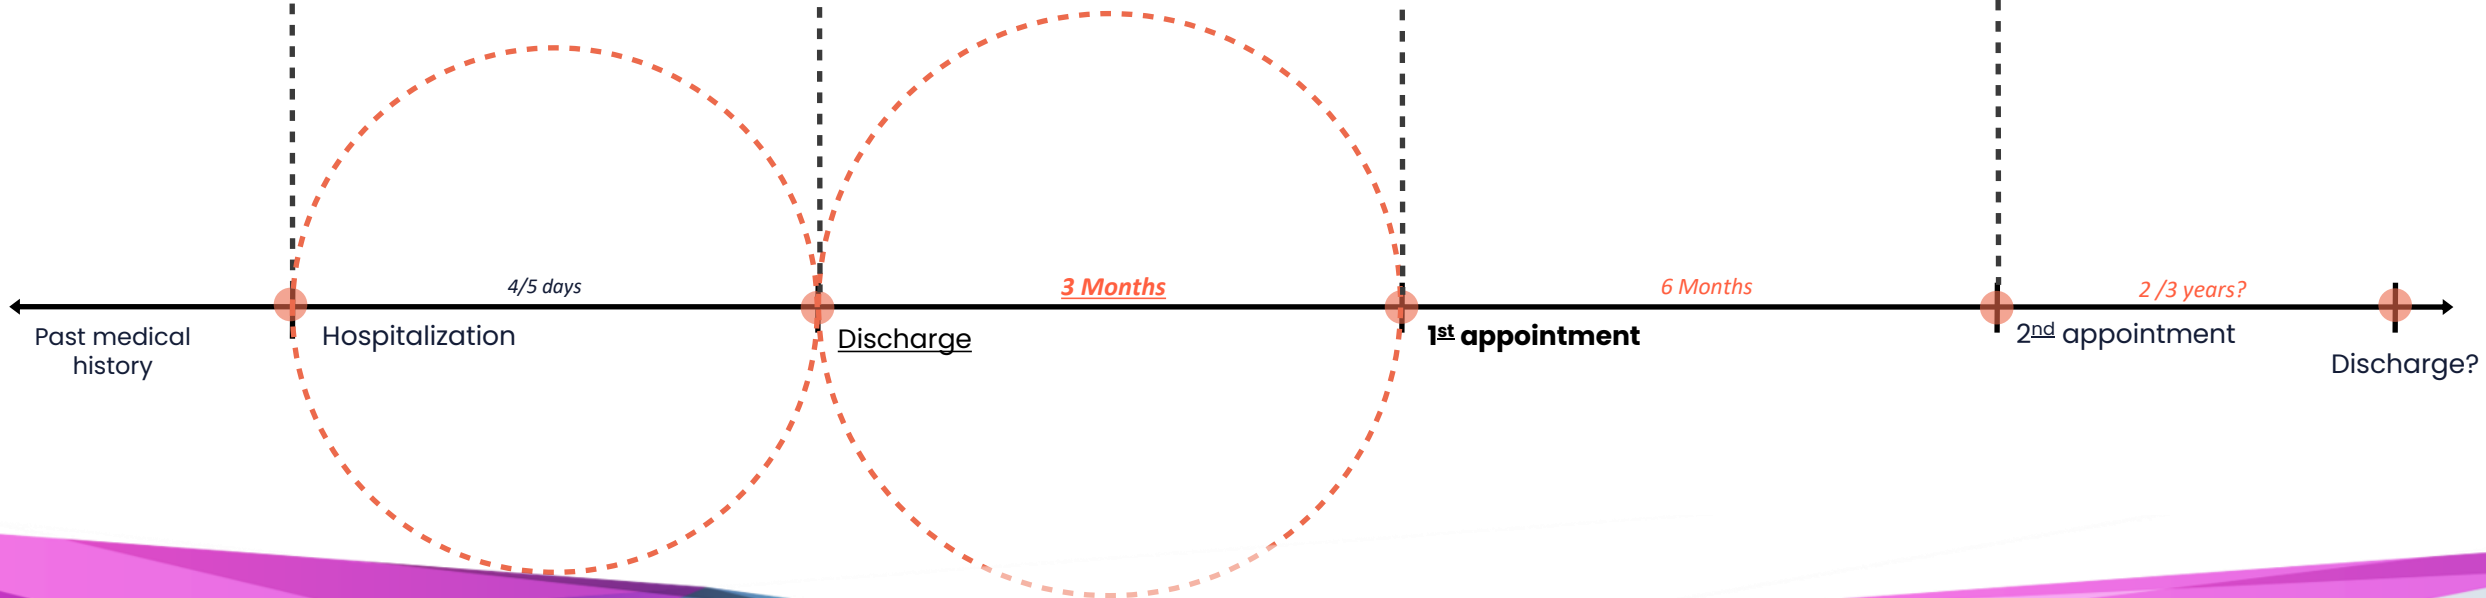 4/5 days
3 Months
6 Months
2 /3 years?
Past medical
history
Hospitalization
Discharge
1st appointment
2nd appointment
Discharge?